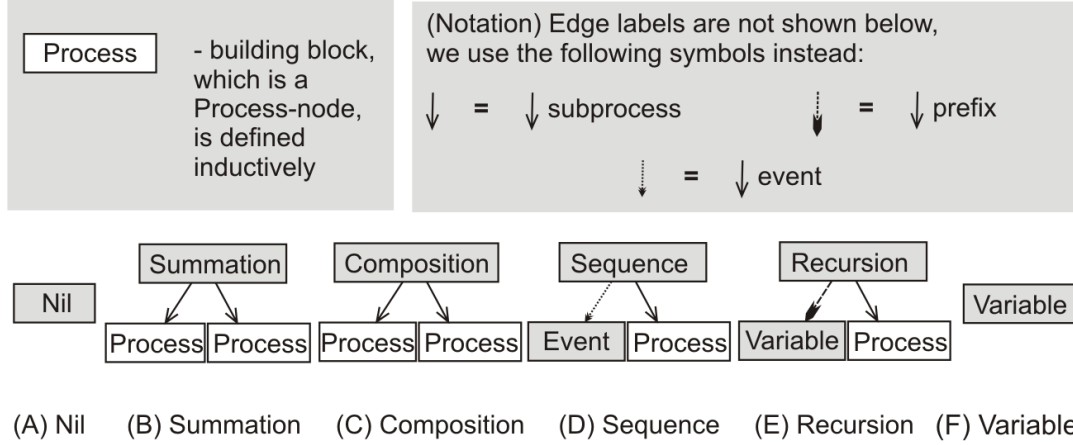 Process
- building block,
which is a
Process-node,
is defined
inductively
(Notation) Edge labels are not shown below,
we use the following symbols instead:
= subprocess
= prefix
= event
Nil
Summation
Process Process
Composition
Process Process
Sequence
Event Process
Recursion
Variable Process
Variable
(A) Nil (B) Summation (C) Composition (D) Sequence (E) Recursion (F) Variable